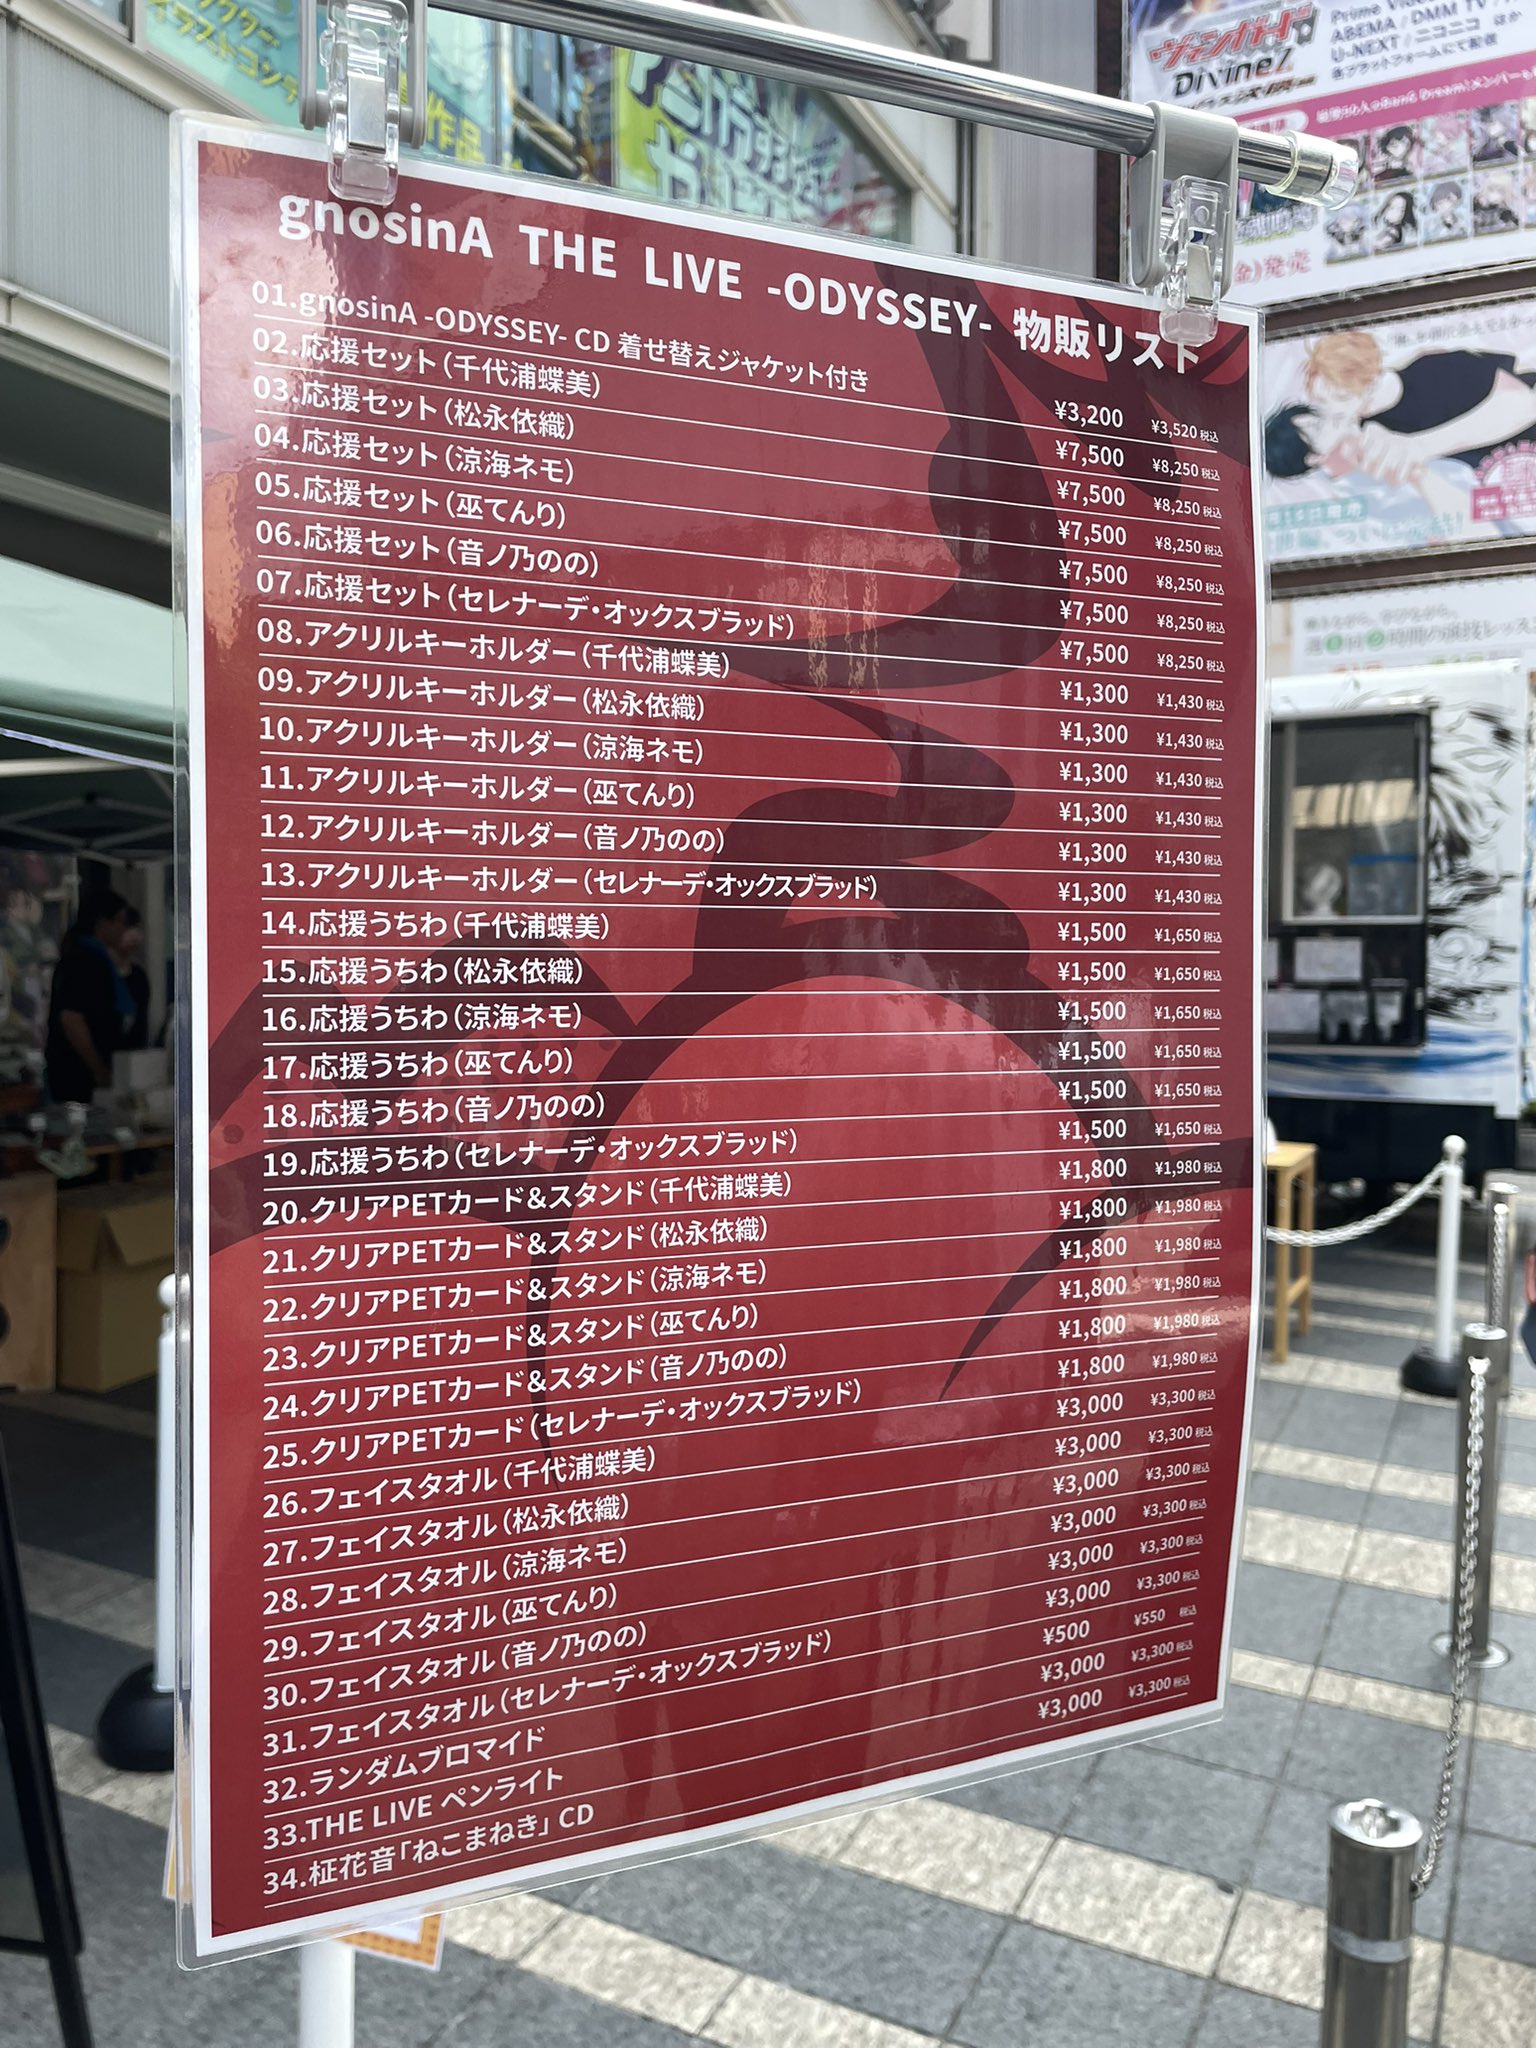 gnosinA THE LIVE -ODYSSEY- 物販リスト
01.gnosinA -ODYSSEY- CD 着せ替えジャケット付き ¥3,200 ¥3,520 税込
02.応援セット（千代浦蝶美） ¥7,500 ¥8,250 税込
03.応援セット（松永依織） ¥7,500 ¥8,250 税込
04.応援セット（涼海ネモ） ¥7,500 ¥8,250 税込
05.応援セット（巫てんり） ¥7,500 ¥8,250 税込
06.応援セット（音ノ乃のの） ¥7,500 ¥8,250 税込
07.応援セット（セレナーデ・オックスブラッド） ¥7,500 ¥8,250 税込
08.アクリルキーホルダー（千代浦蝶美） ¥1,300 ¥1,430 税込
09.アクリルキーホルダー（松永依織） ¥1,300 ¥1,430 税込
10.アクリルキーホルダー（涼海ネモ） ¥1,300 ¥1,430 税込
11.アクリルキーホルダー（巫てんり） ¥1,300 ¥1,430 税込
12.アクリルキーホルダー（音ノ乃のの） ¥1,300 ¥1,430 税込
13.アクリルキーホルダー（セレナーデ・オックスブラッド） ¥1,300 ¥1,430 税込
14.応援うちわ（千代浦蝶美） ¥1,500 ¥1,650 税込
15.応援うちわ（松永依織） ¥1,500 ¥1,650 税込
16.応援うちわ（涼海ネモ） ¥1,500 ¥1,650 税込
17.応援うちわ（巫てんり） ¥1,500 ¥1,650 税込
18.応援うちわ（音ノ乃のの） ¥1,500 ¥1,650 税込
19.応援うちわ（セレナーデ・オックスブラッド） ¥1,500 ¥1,650 税込
20.クリアPETカード&スタンド（千代浦蝶美） ¥1,800 ¥1,980 税込
21.クリアPETカード&スタンド（松永依織） ¥1,800 ¥1,980 税込
22.クリアPETカード&スタンド（涼海ネモ） ¥1,800 ¥1,980 税込
23.クリアPETカード&スタンド（巫てんり） ¥1,800 ¥1,980 税込
24.クリアPETカード&スタンド（音ノ乃のの） ¥1,800 ¥1,980 税込
25.クリアPETカード（セレナーデ・オックスブラッド） ¥1,800 ¥1,980 税込
26.フェイスタオル（千代浦蝶美） ¥3,000 ¥3,300 税込
27.フェイスタオル（松永依織） ¥3,000 ¥3,300 税込
28.フェイスタオル（涼海ネモ） ¥3,000 ¥3,300 税込
29.フェイスタオル（巫てんり） ¥3,000 ¥3,300 税込
30.フェイスタオル（音ノ乃のの） ¥3,000 ¥3,300 税込
31.フェイスタオル（セレナーデ・オックスブラッド） ¥3,000 ¥3,300 税込
32.ランダムブロマイド ¥500 ¥550 税込
33.THE LIVE ペンライト ¥3,000 ¥3,300 税込
34.柾花音「ねこまねき」CD ¥3,000 ¥3,300 税込
作品
ヴァンガード
DivineZ
Prime Video
ABEMA / DMM TV /
U-NEXT / ニコニコ ほか
各プラットフォームにて配信
発売